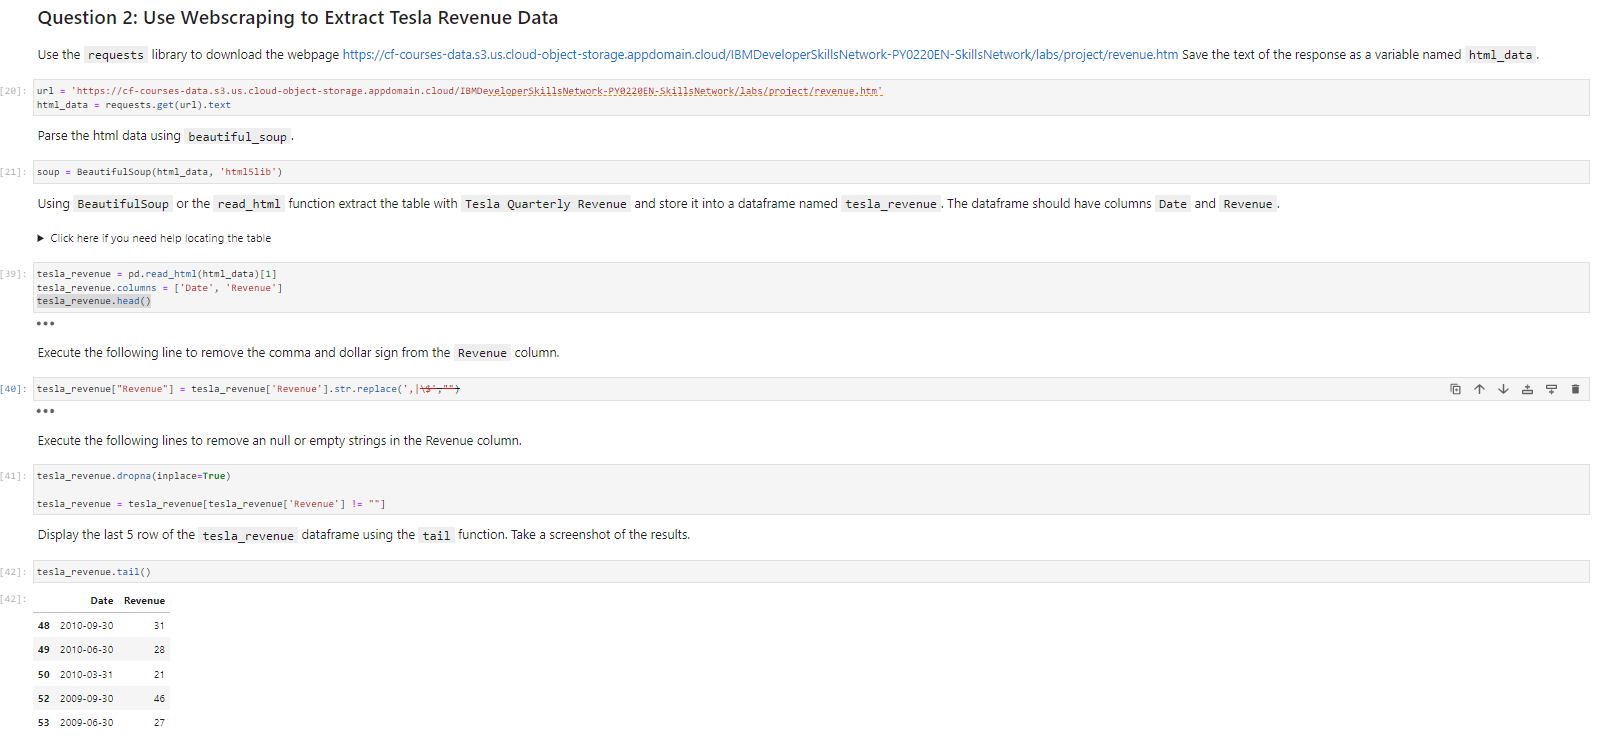 Question 2: Use Webscraping to Extract Tesla Revenue Data
Use the requests library to download the webpage https://cf-courses-data.s3.us.cloud-object-storage.appdomain.cloud/IBMDeveloperSkillsNetwork-PY0220EN-SkillsNetwork/labs/project/revenue.htm Save the text of the response as a variable named html_data.
[20]: url = 'https://cf-courses-data.s3.us.cloud-object-storage.appdomain.cloud/IBMDeveloperSkillsNetwork-PY0220EN-SkillsNetwork/labs/project/revenue.htm'
html_data = requests.get(url).text
Parse the html data using beautiful_soup.
[21]: soup = BeautifulSoup(html_data, 'html5lib')
Using BeautifulSoup or the read_html function extract the table with Tesla Quarterly Revenue and store it into a dataframe named tesla_revenue. The dataframe should have columns Date and Revenue.
Click here if you need help locating the table
[39]: tesla_revenue = pd.read_html(html_data)[1]
tesla_revenue.columns = ['Date', 'Revenue']
tesla_revenue.head()
•••
Execute the following line to remove the comma and dollar sign from the Revenue column.
[40]: tesla_revenue["Revenue"] = tesla_revenue['Revenue'].str.replace(',|\$',"")
•••
Execute the following lines to remove an null or empty strings in the Revenue column.
[41]: tesla_revenue.dropna(inplace=True)
tesla_revenue = tesla_revenue[tesla_revenue['Revenue'] != ""]
Display the last 5 row of the tesla_revenue dataframe using the tail function. Take a screenshot of the results.
[42]: tesla_revenue.tail()
[42]: Date Revenue
48 2010-09-30 31
49 2010-06-30 28
50 2010-03-31 21
52 2009-09-30 46
53 2009-06-30 27